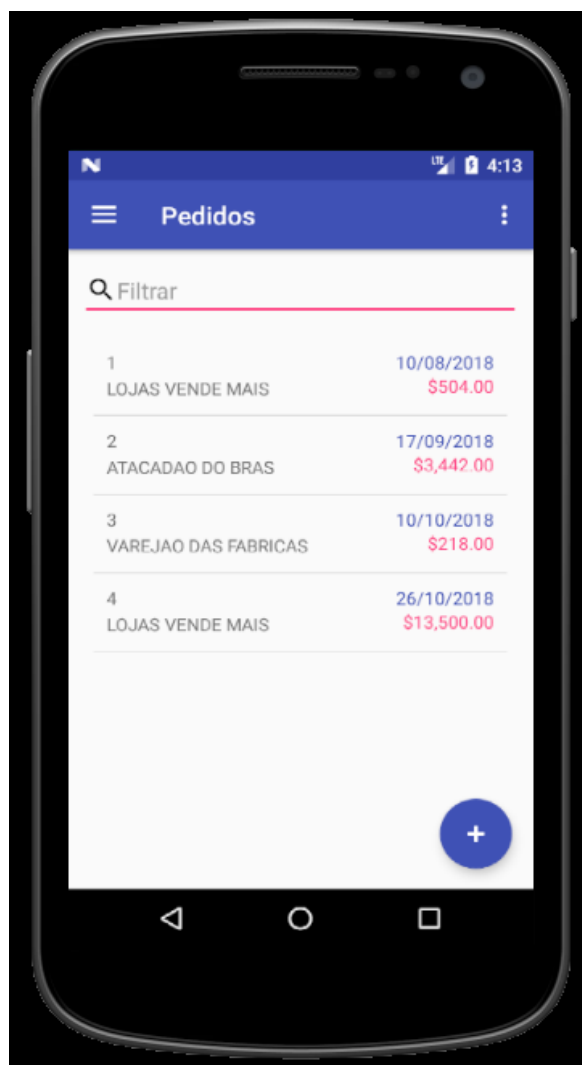 LTE 4:13
Pedidos
Filtrar
1 10/08/2018
LOJAS VENDE MAIS $504.00
2 17/09/2018
ATACADAO DO BRAS $3,442.00
3 10/10/2018
VAREJAO DAS FABRICAS $218.00
4 26/10/2018
LOJAS VENDE MAIS $13,500.00
+